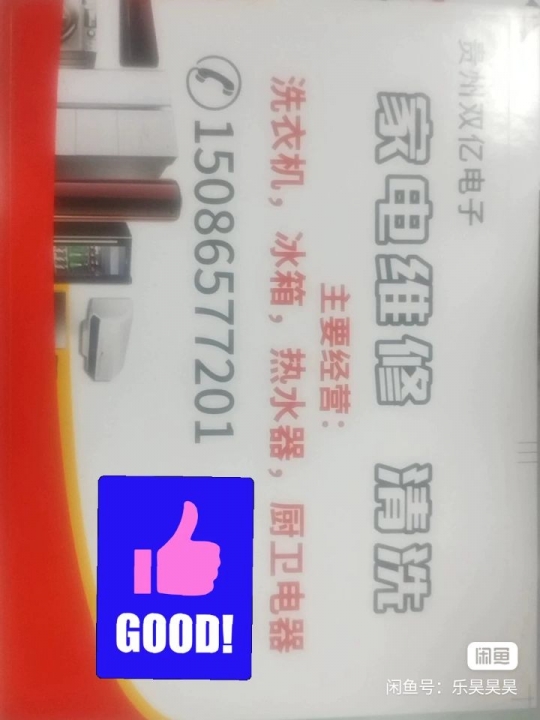 贵州双亿电子
家电维修 清洗
主要经营：
洗衣机，冰箱，热水器，厨卫电器
15086577201
GOOD!
闲鱼
闲鱼号：乐昊昊昊